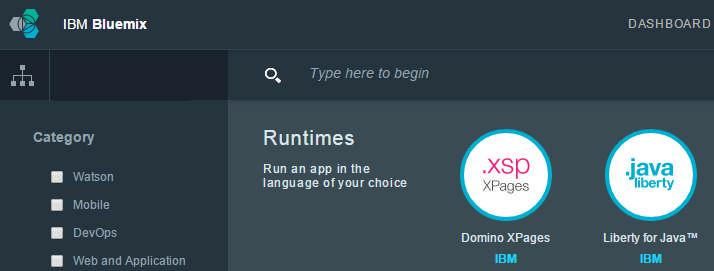 IBM Bluemix
DASHBOARD
Type here to begin
Category
Watson
Mobile
DevOps
Web and Application
Runtimes
Run an app in the
language of your choice
.xsp
XPages
Domino XPages
IBM
.java
liberty
Liberty for Java™
IBM